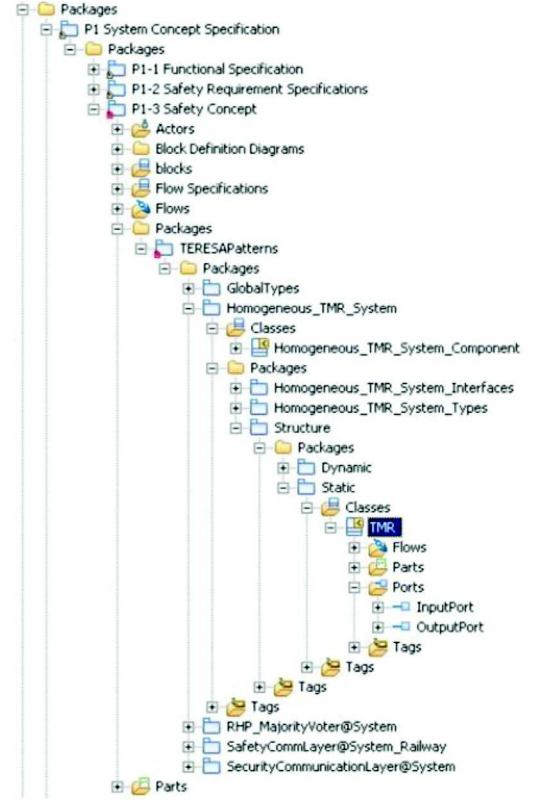 Packages
P1 System Concept Specification
Packages
P1-1 Functional Specification
P1-2 Safety Requirement Specifications
P1-3 Safety Concept
Actors
Block Definition Diagrams
blocks
Flow Specifications
Flows
Packages
TERESAPatterns
Packages
GlobalTypes
Homogeneous_TMR_System
Classes
Homogeneous_TMR_System_Component
Packages
Homogeneous_TMR_System_Interfaces
Homogeneous_TMR_System_Types
Structure
Packages
Dynamic
Static
Classes
TMR
Flows
Parts
Ports
InputPort
OutputPort
Tags
Tags
Tags
Tags
RHP_MajorityVoter@System
SafetyCommLayer@System_Railway
SecurityCommunicationLayer@System
Parts